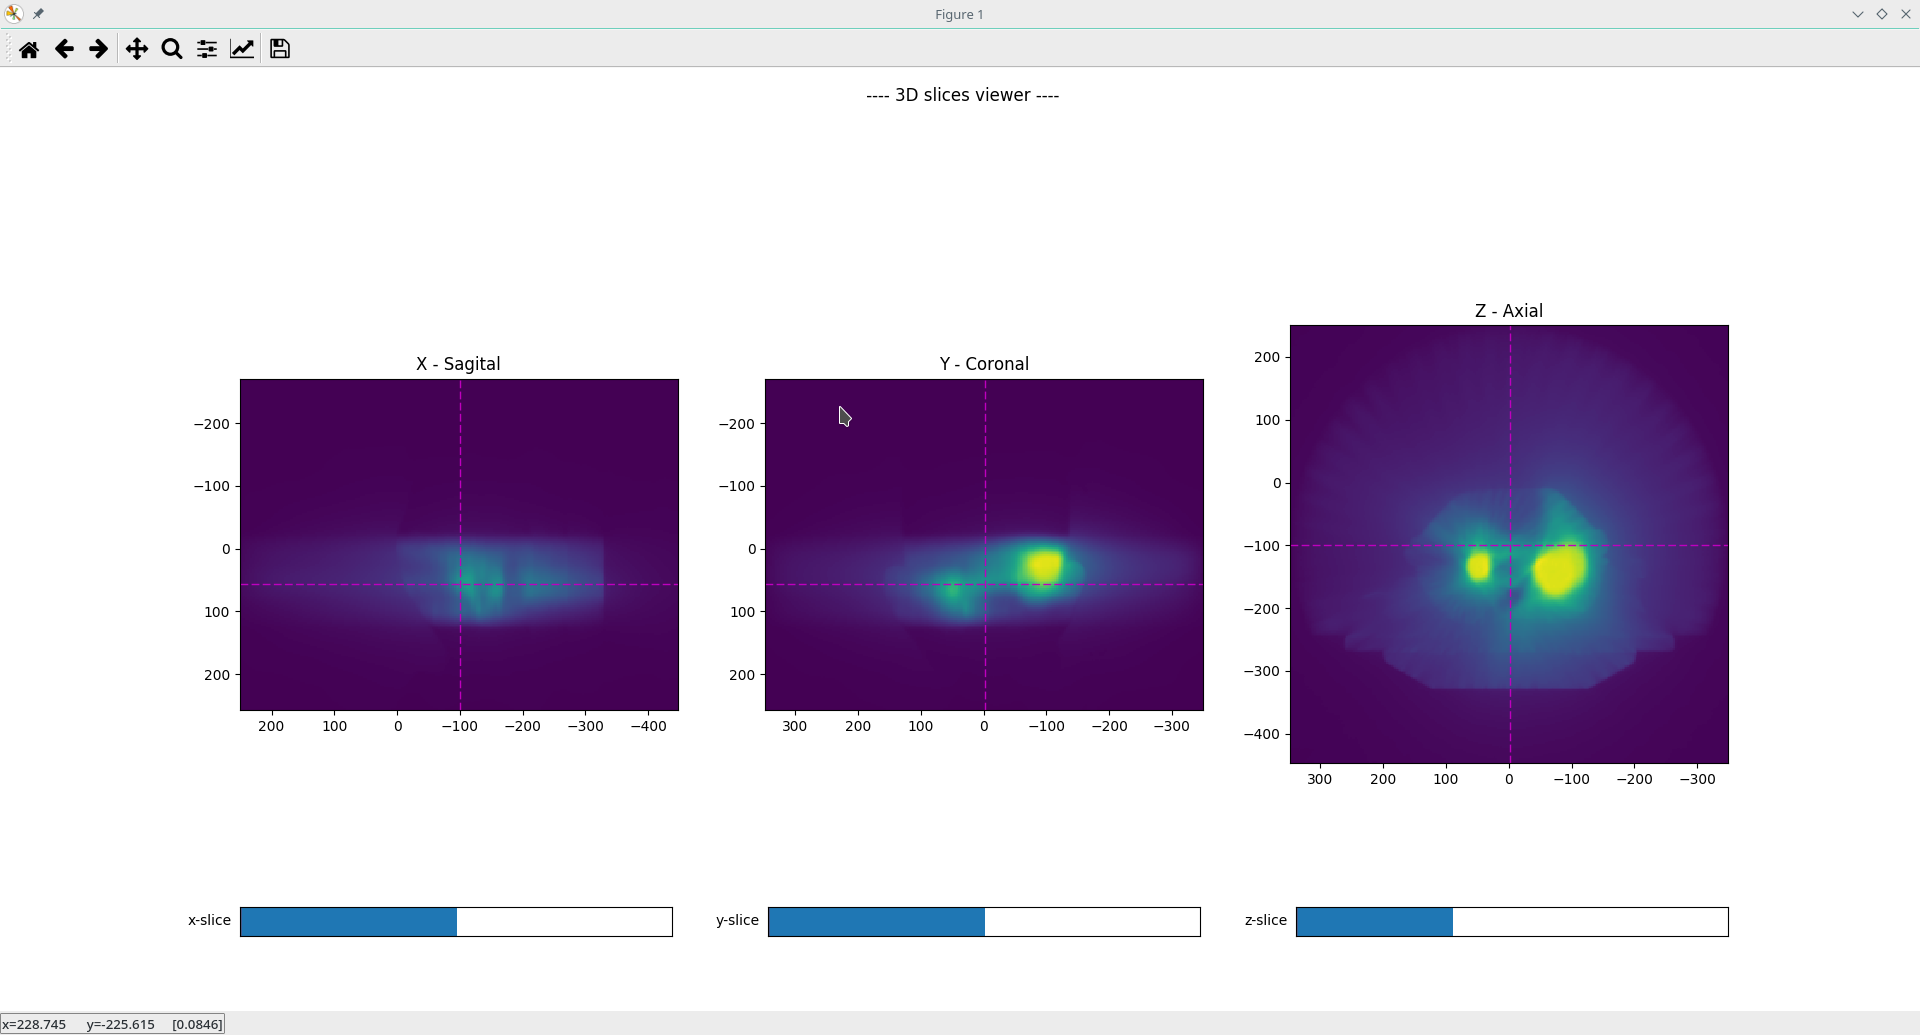 Figure 1
---- 3D slices viewer ----
X - Sagital
−200
−100
0
100
200
200 100 0 −100 −200 −300 −400
Y - Coronal
−200
−100
0
100
200
300 200 100 0 −100 −200 −300
Z - Axial
200
100
0
−100
−200
−300
−400
300 200 100 0 −100 −200 −300
x-slice
y-slice
z-slice
x=228.745 y=-225.615 [0.0846]